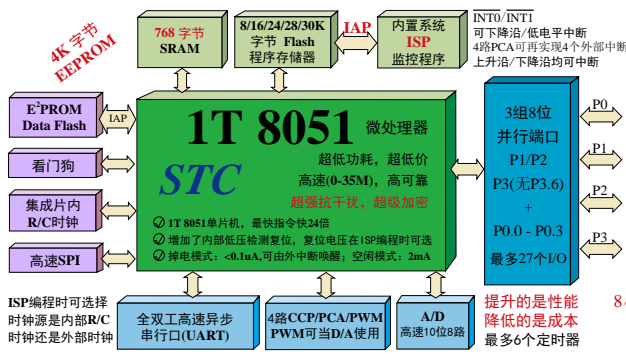 4K 字节
EEPROM
768 字节
SRAM
8/16/24/28/30K
字节 Flash
程序存储器
IAP
内置系统
ISP
监控程序
INT0/INT1
可下降沿/低电平中断
4路PCA可再实现4个外部中断
上升沿/下降沿均可中断
E²PROM
Data Flash
IAP
看门狗
集成片内
R/C时钟
高速SPI
1T 8051 微处理器
STC
超低功耗，超低价
高速(0-35M)，高可靠
超强抗干扰，超级加密
1T 8051单片机，最快指令快24倍
增加了内部低压检测复位，复位电压在ISP编程时可选
掉电模式：<0.1uA,可由外中断唤醒；空闲模式：2mA
3组8位
并行端口
P1/P2
P3(无P3.6)
+
P0.0 - P0.3
最多27个I/O
P0
P1
P2
P3
ISP编程时可选择
时钟源是内部R/C
时钟还是外部时钟
全双工高速异步
串行口(UART)
4路CCP/PCA/PWM
PWM可当D/A使用
A/D
高速10位8路
提升的是性能
降低的是成本
最多6个定时器
8